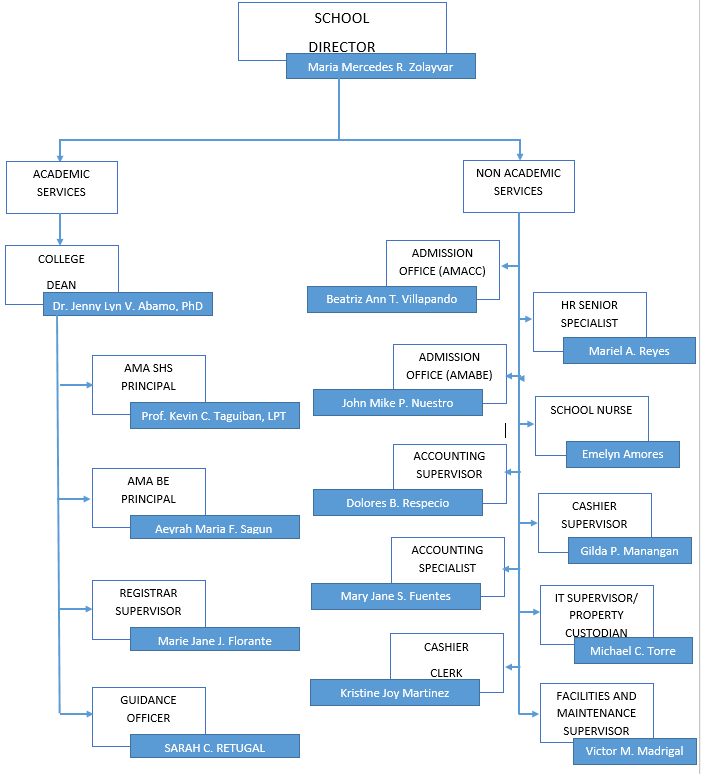 SCHOOL
DIRECTOR
Maria Mercedes R. Zolayvar
ACADEMIC
SERVICES
NON ACADEMIC
SERVICES
COLLEGE
DEAN
Dr. Jenny Lyn V. Abamo, PhD
AMA SHS
PRINCIPAL
Prof. Kevin C. Taguiban, LPT
AMA BE
PRINCIPAL
Aeyrah Maria F. Sagun
REGISTRAR
SUPERVISOR
Marie Jane J. Florante
GUIDANCE
OFFICER
SARAH C. RETUGAL
ADMISSION
OFFICE (AMACC)
Beatriz Ann T. Villapando
HR SENIOR
SPECIALIST
Mariel A. Reyes
ADMISSION
OFFICE (AMABE)
John Mike P. Nuestro
SCHOOL NURSE
Emelyn Amores
ACCOUNTING
SUPERVISOR
Dolores B. Respecio
CASHIER
SUPERVISOR
Gilda P. Manangan
ACCOUNTING
SPECIALIST
Mary Jane S. Fuentes
IT SUPERVISOR/
PROPERTY
CUSTODIAN
Michael C. Torre
CASHIER
CLERK
Kristine Joy Martinez
FACILITIES AND
MAINTENANCE
SUPERVISOR
Victor M. Madrigal